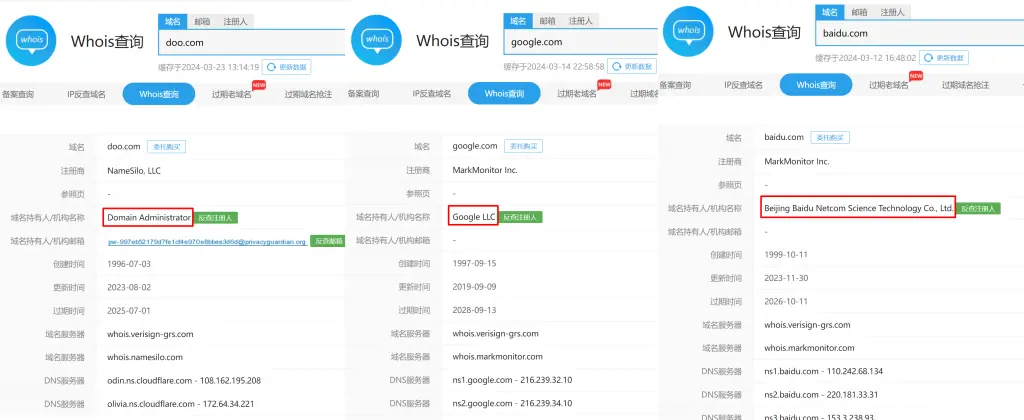 whois
Whois查询
域名 邮箱 注册人
doo.com
缓存于2024-03-23 13:14:19 更新数据
备案查询 IP反查域名 Whois查询 过期老域名 NEW 过期域名抢注
域名 doo.com 委托购买
注册商 NameSilo, LLC
参照页 -
域名持有人/机构名称 Domain Administrator 反查注册人
域名持有人/机构邮箱 pw-997eb52179d7fe1df4e970e8bbee3d6d@privacyguardian.org 反查邮箱
创建时间 1996-07-03
更新时间 2023-08-02
过期时间 2025-07-01
域名服务器 whois.verisign-grs.com
域名服务器 whois.namesilo.com
DNS服务器 odin.ns.cloudflare.com - 108.162.195.208
DNS服务器 olivia.ns.cloudflare.com - 172.64.34.221
whois
Whois查询
域名 邮箱 注册人
google.com
缓存于2024-03-14 22:58:58 更新数据
备案查询 IP反查域名 Whois查询 过期老域名 NEW 过期域
域名 google.com 委托购买
注册商 MarkMonitor Inc.
参照页 -
域名持有人/机构名称 Google LLC 反查注册人
域名持有人/机构邮箱 -
创建时间 1997-09-15
更新时间 2019-09-09
过期时间 2028-09-13
域名服务器 whois.verisign-grs.com
域名服务器 whois.markmonitor.com
DNS服务器 ns1.google.com - 216.239.32.10
DNS服务器 ns2.google.com - 216.239.34.10
whois
Whois查询
域名 邮箱 注册人
baidu.com
缓存于2024-03-12 16:48:02 更新数据
备案查询 IP反查域名 Whois查询 过期老域名 NEW 过期域名抢注
域名 baidu.com 委托购买
注册商 MarkMonitor Inc.
参照页 -
域名持有人/机构名称 Beijing Baidu Netcom Science Technology Co., Ltd. 反查注册人
域名持有人/机构邮箱 -
创建时间 1999-10-11
更新时间 2023-11-30
过期时间 2026-10-11
域名服务器 whois.verisign-grs.com
域名服务器 whois.markmonitor.com
DNS服务器 ns1.baidu.com - 110.242.68.134
DNS服务器 ns2.baidu.com - 220.181.33.31
DNS服务器 ns3.baidu.com - 153.3.238.93